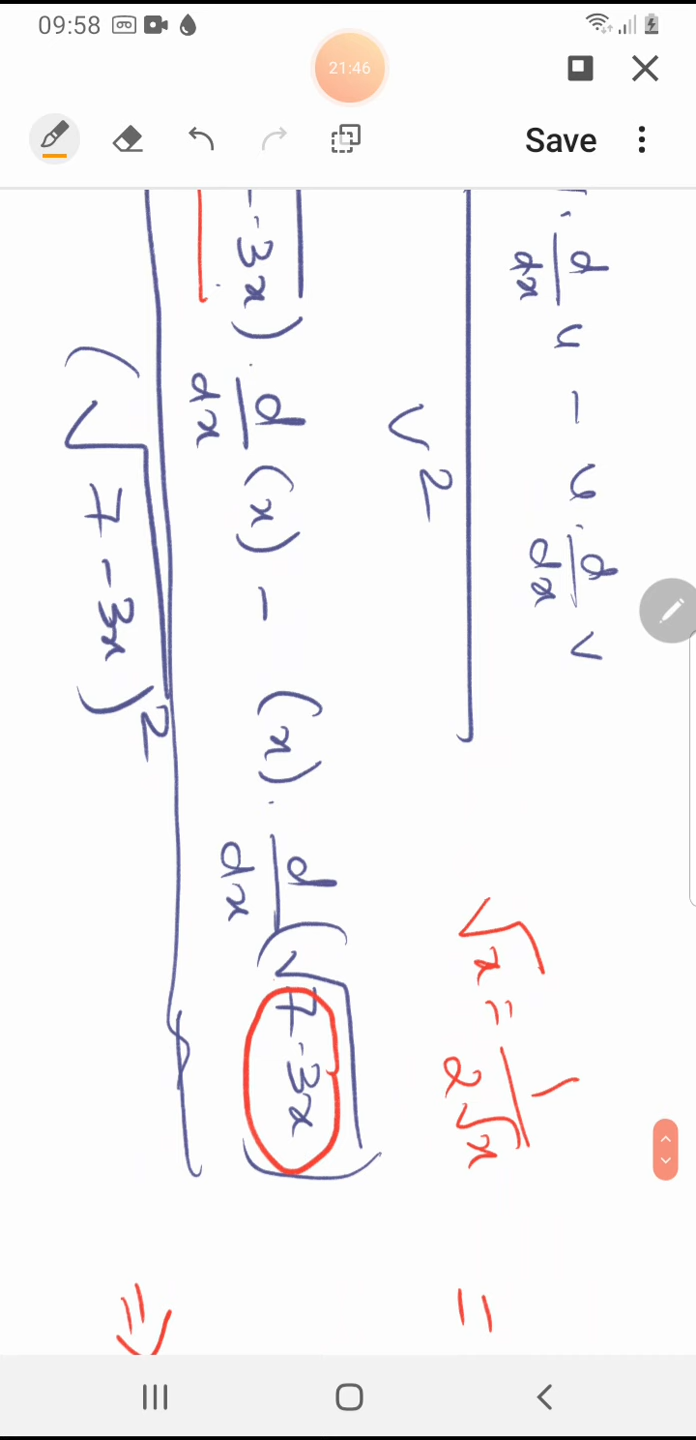 09:58
21:46
Save
v · d/dx u - u · d/dx v
v²
-3x) · d/dx (x) - (x) · d/dx (√7-3x)
(√7-3x)²
√x = 1/2√x
=
⇒